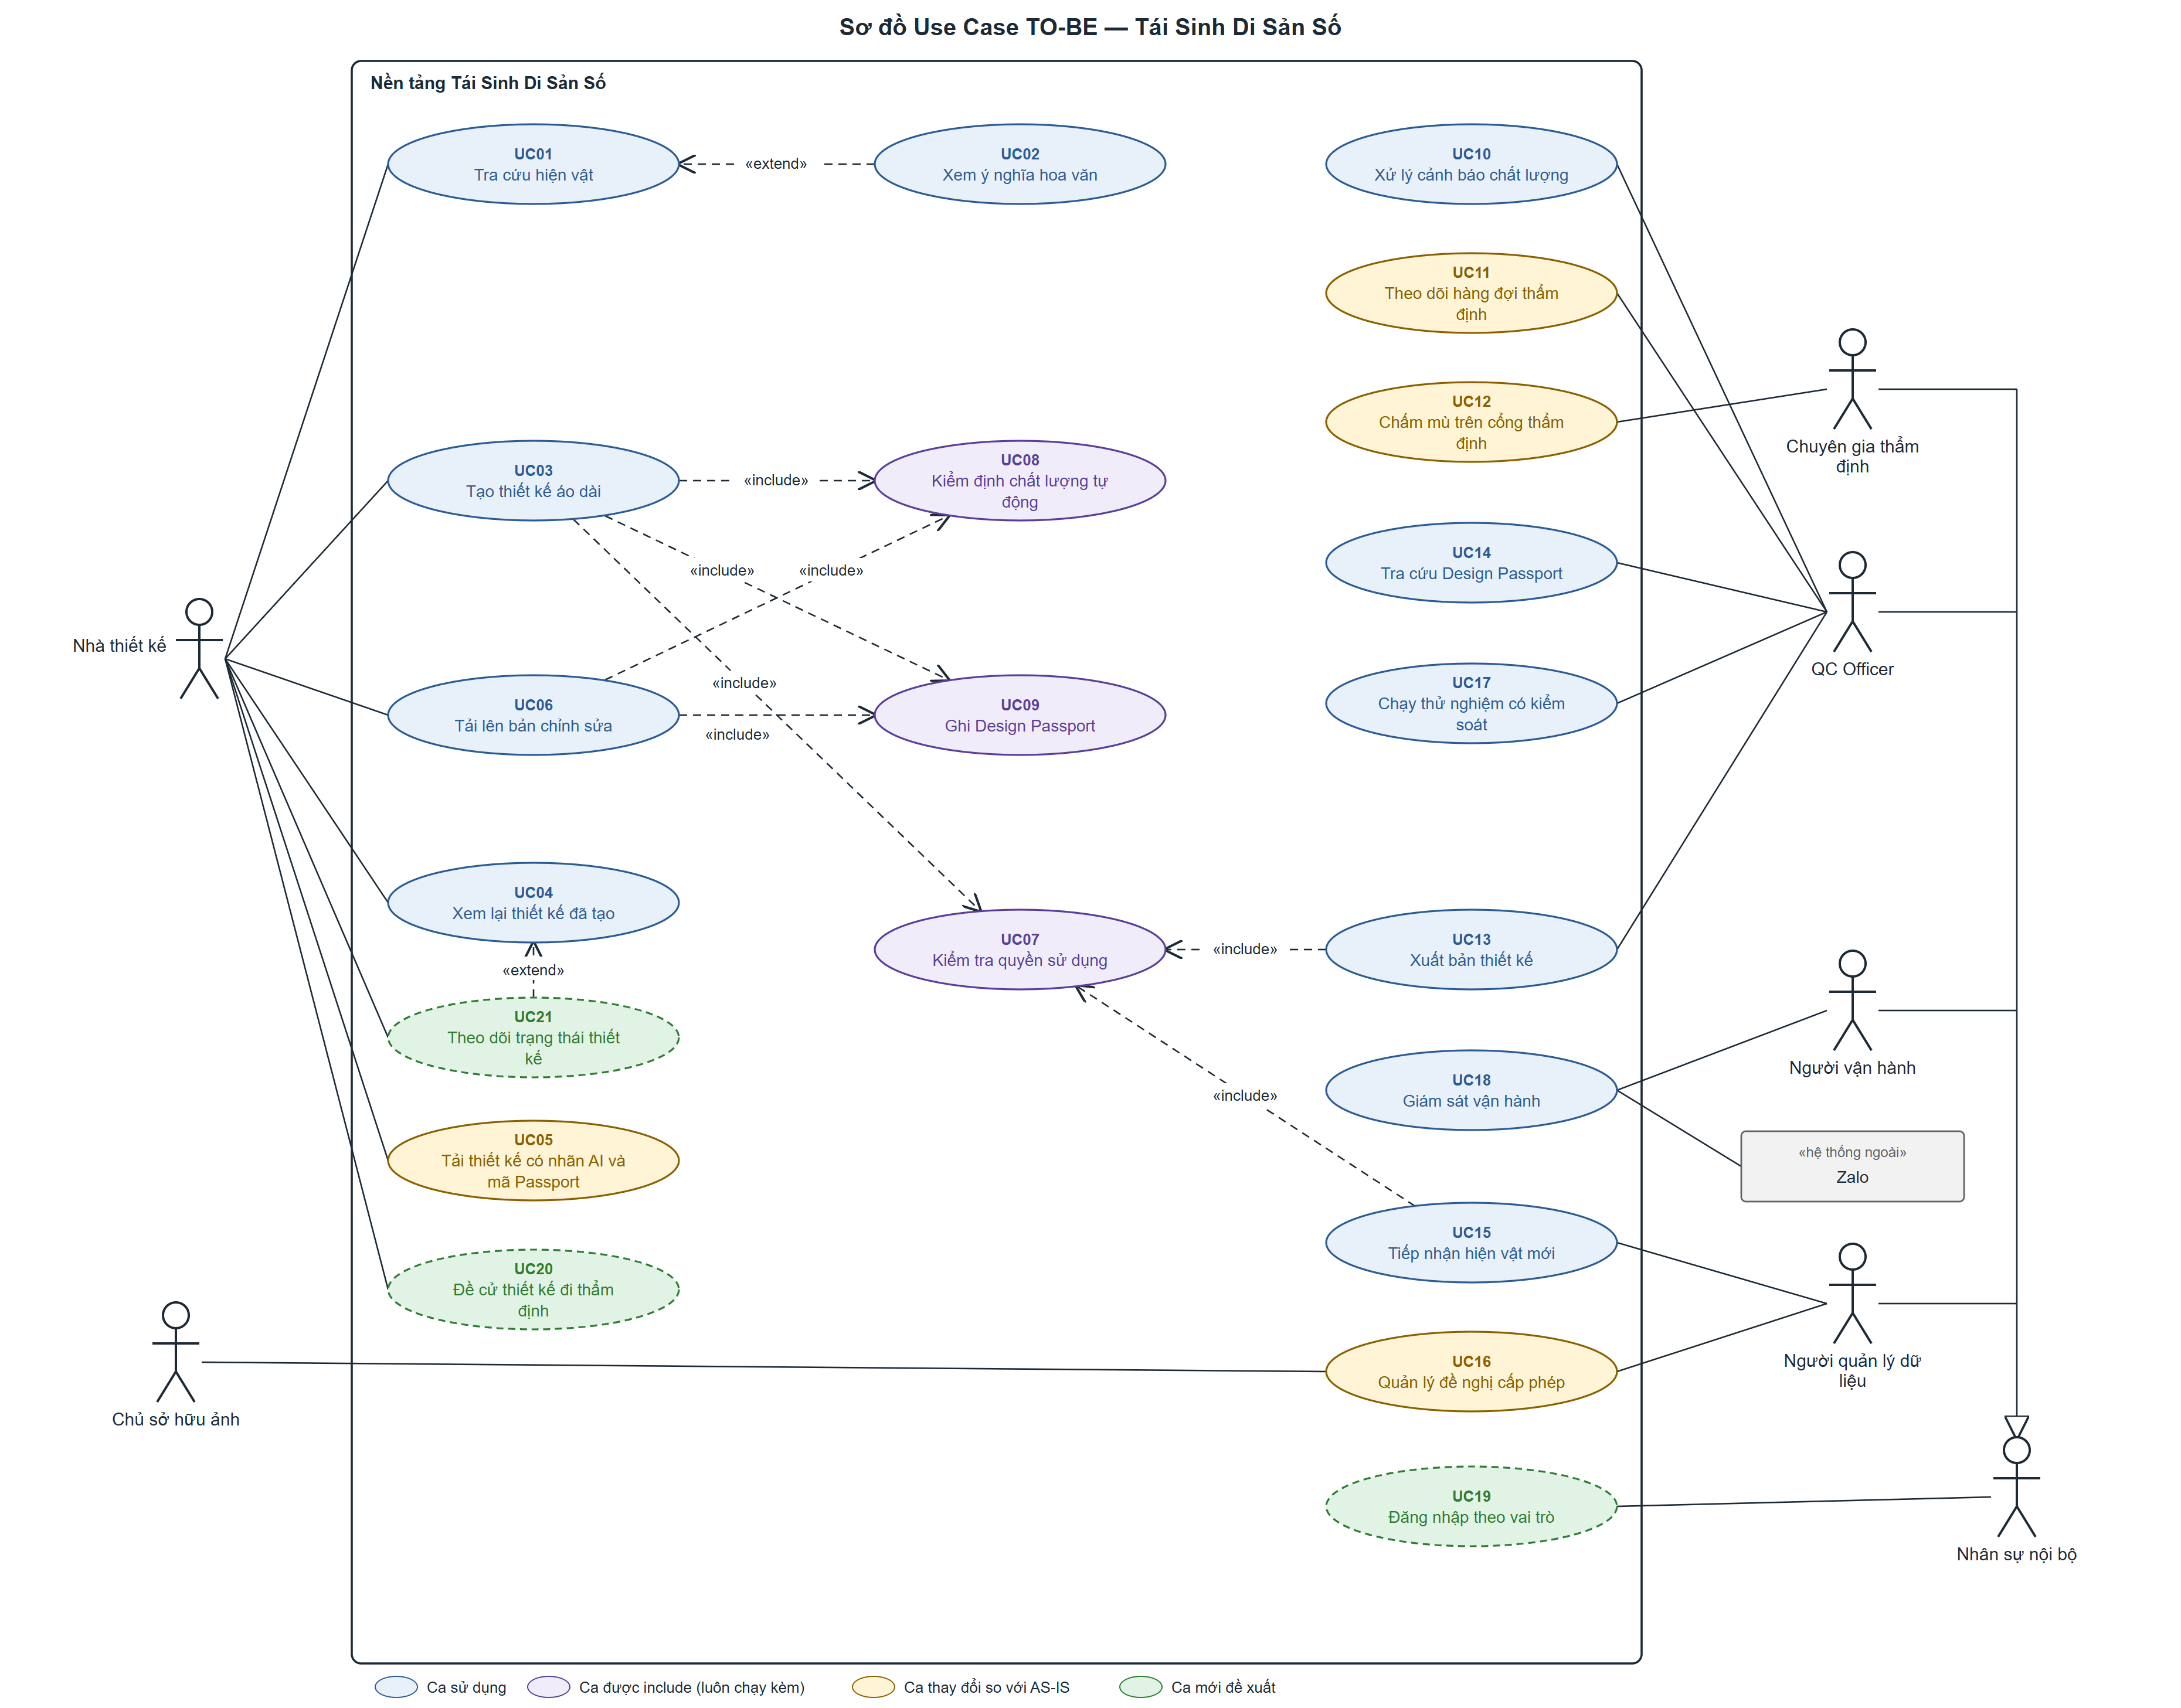 Sơ đồ Use Case TO-BE — Tái Sinh Di Sản Số
Nền tảng Tái Sinh Di Sản Số
UC01
Tra cứu hiện vật
«extend»
UC02
Xem ý nghĩa hoa văn
UC10
Xử lý cảnh báo chất lượng
UC11
Theo dõi hàng đợi thẩm
định
UC12
Chấm mù trên cổng thẩm
định
Chuyên gia thẩm
định
UC03
Tạo thiết kế áo dài
«include»
UC08
Kiểm định chất lượng tự
động
UC14
Tra cứu Design Passport
«include»
«include»
Nhà thiết kế
QC Officer
«include»
UC06
Tải lên bản chỉnh sửa
«include»
UC09
Ghi Design Passport
UC17
Chạy thử nghiệm có kiểm
soát
UC04
Xem lại thiết kế đã tạo
«extend»
UC07
Kiểm tra quyền sử dụng
«include»
UC13
Xuất bản thiết kế
UC21
Theo dõi trạng thái thiết
kế
«include»
UC18
Giám sát vận hành
Người vận hành
UC05
Tải thiết kế có nhãn AI và
mã Passport
«hệ thống ngoài»
Zalo
UC15
Tiếp nhận hiện vật mới
UC20
Đề cử thiết kế đi thẩm
định
UC16
Quản lý đề nghị cấp phép
Người quản lý dữ
liệu
Chủ sở hữu ảnh
UC19
Đăng nhập theo vai trò
Nhân sự nội bộ
Ca sử dụng
Ca được include (luôn chạy kèm)
Ca thay đổi so với AS-IS
Ca mới đề xuất